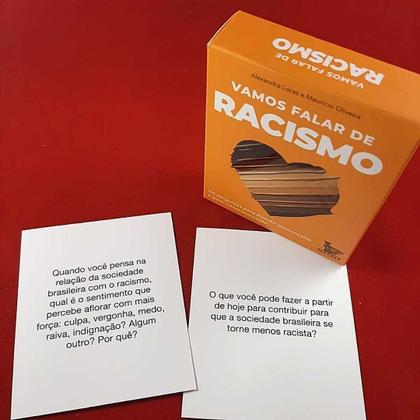 VAMOS FALAR DE
RACISMO
Alexandra Loras e Maurício Oliveira
VAMOS FALAR DE
RACISMO
Quando você pensa na
relação da sociedade
brasileira com o racismo,
qual é o sentimento que
percebe aflorar com mais
força: culpa, vergonha, medo,
raiva, indignação? Algum
outro? Por quê?
O que você pode fazer a partir
de hoje para contribuir para
que a sociedade brasileira se
torne menos racista?